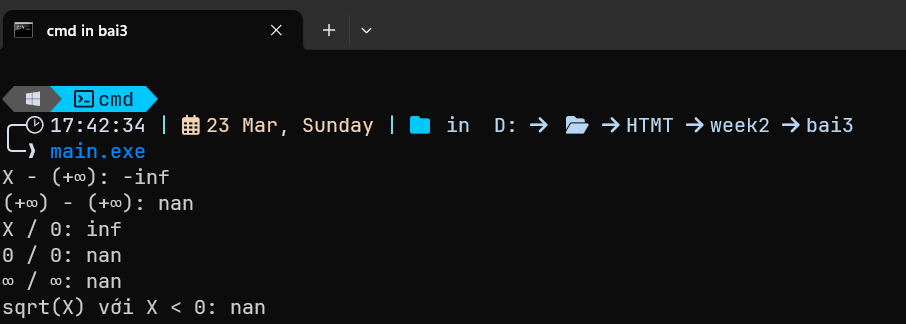 cmd in bai3
cmd
17:42:34 | 23 Mar, Sunday | in D: → → HTMT → week2 → bai3
main.exe
X - (+∞): -inf
(+∞) - (+∞): nan
X / 0: inf
0 / 0: nan
∞ / ∞: nan
sqrt(X) với X < 0: nan